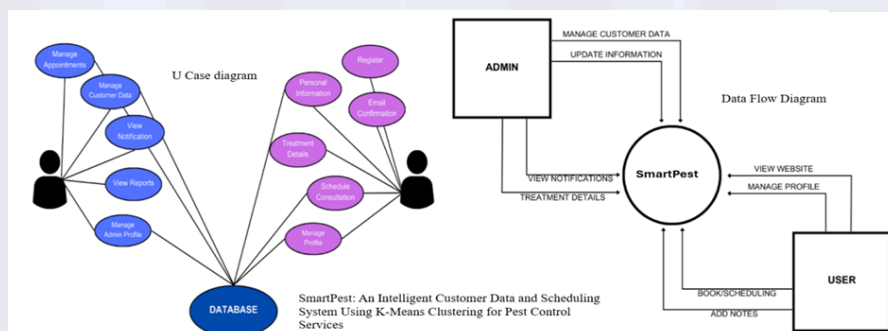 U Case diagram
Manage
Appointments
Manage
Customer Data
View
Notification
View Reports
Manage
Admin Profile
Register
Personal
Information
Email
Confirmation
Treatment
Details
Schedule
Consultation
Manage
Profile
DATABASE
SmartPest: An Intelligent Customer Data and Scheduling
System Using K-Means Clustering for Pest Control
Services
ADMIN
MANAGE CUSTOMER DATA
UPDATE INFORMATION
Data Flow Diagram
SmartPest
VIEW NOTIFICATIONS
TREATMENT DETAILS
VIEW WEBSITE
MANAGE PROFILE
USER
BOOK/SCHEDULING
ADD NOTES